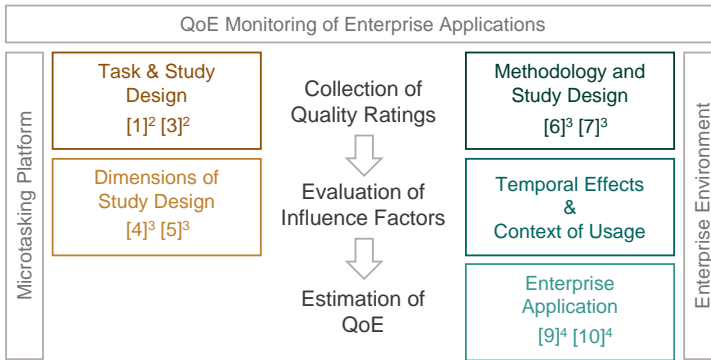 QoE Monitoring of Enterprise Applications
Microtasking Platform
Task & Study
Design
[1]² [3]²
Dimensions of
Study Design
[4]³ [5]³
Collection of
Quality Ratings
Evaluation of
Influence Factors
Estimation of
QoE
Methodology and
Study Design
[6]³ [7]³
Temporal Effects
&
Context of Usage
Enterprise
Application
[9]⁴ [10]⁴
Enterprise Environment